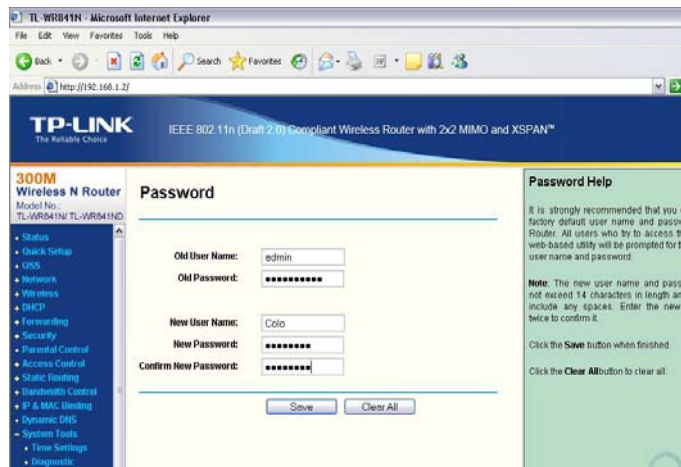 TL-WR841N - Microsoft Internet Explorer
File Edit View Favorites Tools Help
Back Search Favorites
Address http://192.168.1.2/
TP-LINK
The Reliable Choice
IEEE 802.11n (Draft 2.0) Compliant Wireless Router with 2x2 MIMO and XSPAN™
300M
Wireless N Router
Model No.:
TL-WR841N/ TL-WR841ND
Status
Quick Setup
QSS
Network
Wireless
DHCP
Forwarding
Security
Parental Control
Access Control
Static Routing
Bandwidth Control
IP & MAC Binding
Dynamic DNS
System Tools
Time Settings
Diagnostic
Password
Old User Name: admin
Old Password:
New User Name: Colo
New Password:
Confirm New Password:
Save Clear All
Password Help
It is strongly recommended that you
factory default user name and
Router. All users who try to access
web-based utility will be prompted for
user name and password.
Note: The new user name and
not exceed 14 characters in length
include any spaces. Enter the new
twice to confirm it.
Click the Save button when finished.
Click the Clear All button to clear all.